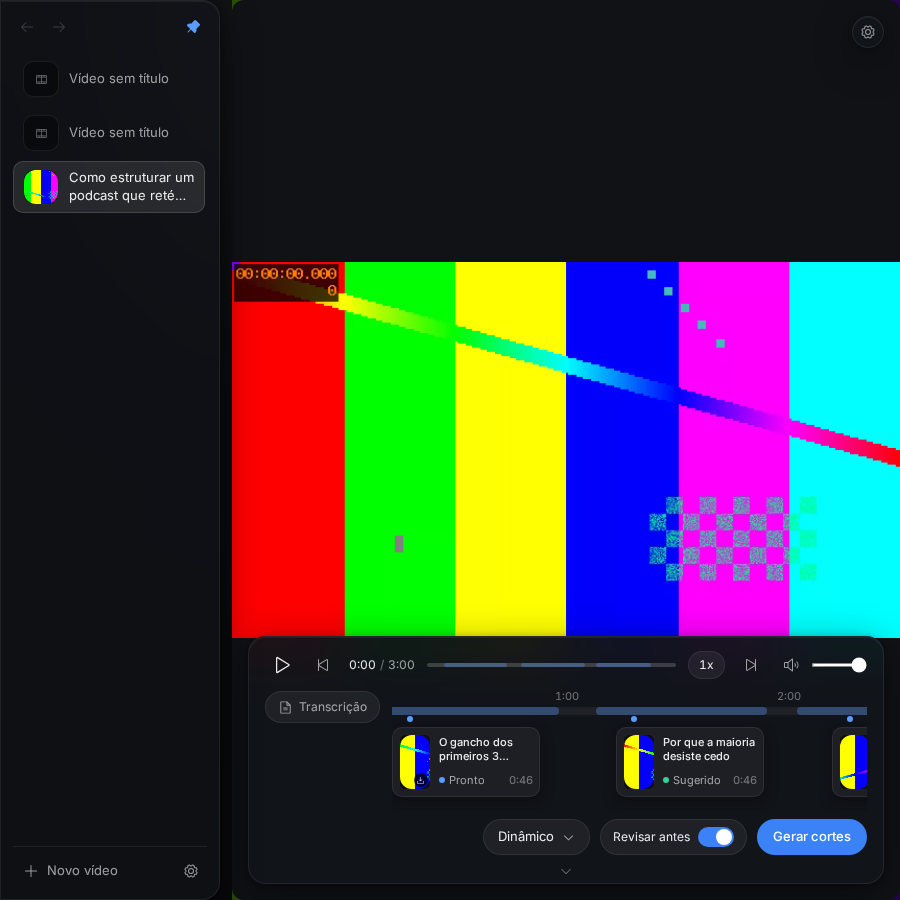 Vídeo sem título
Vídeo sem título
Como estruturar um
podcast que reté...
Novo vídeo
00:00:00.000
0
0:00 / 3:00
1x
Transcrição
1:00
2:00
O gancho dos
primeiros 3...
Pronto
0:46
Por que a maioria
desiste cedo
Sugerido
0:46
Dinâmico
Revisar antes
Gerar cortes